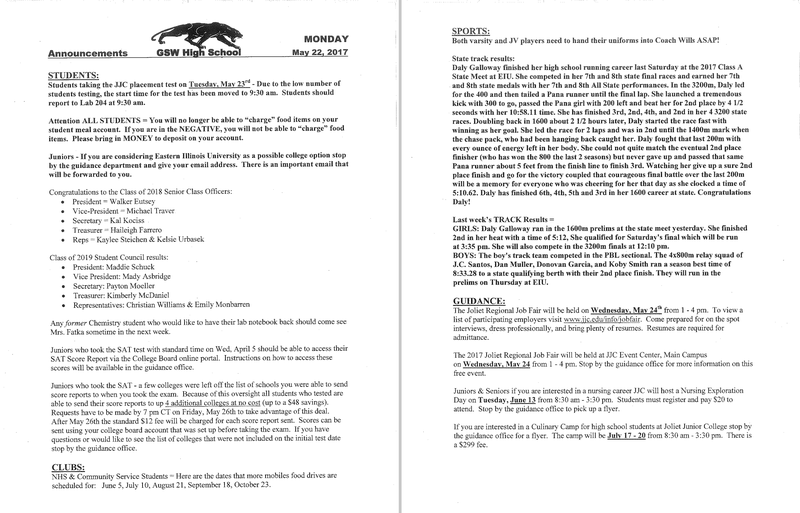 MONDAY
Announcements
GSW High School
May 22, 2017
STUDENTS:
Students taking the JJC placement test on Tuesday, May 23rd - Due to the low number of
students testing, the start time for the test has been moved to 9:30 am. Students should
report to Lab 204 at 9:30 am.
Attention ALL STUDENTS = You will no longer be able to "charge" food items on your
student meal account. If you are in the NEGATIVE, you will not be able to "charge" food
items. Please bring in MONEY to deposit on your account.
Juniors - If you are considering Eastern Illinois University as a possible college option stop
by the guidance department and give your email address. There is an important email that
will be forwarded to you.
Congratulations to the Class of 2018 Senior Class Officers:
• President = Walker Eutsey
• Vice-President = Michael Traver
• Secretary = Kal Kociss
• Treasurer = Haileigh Farrero
• Reps = Kaylee Steichen & Kelsie Urbasek
Class of 2019 Student Council results:
• President: Maddie Schuck
• Vice President: Mady Asbridge
• Secretary: Payton Moeller
• Treasurer: Kimberly McDaniel
• Representatives: Christian Williams & Emily Monbarren
Any former Chemistry student who would like to have their lab notebook back should come see
Mrs. Fatka sometime in the next week.
Juniors who took the SAT test with standard time on Wed, April 5 should be able to access their
SAT Score Report via the College Board online portal. Instructions on how to access these
scores will be available in the guidance office.
Juniors who took the SAT - a few colleges were left off the list of schools you were able to send
score reports to when you took the exam. Because of this oversight all students who tested are
able to send their score reports to up 4 additional colleges at no cost (up to a $48 savings).
Requests have to be made by 7 pm CT on Friday, May 26th to take advantage of this deal.
After May 26th the standard $12 fee will be charged for each score report sent. Scores can be
sent using your college board account that was set up before taking the exam. If you have
questions or would like to see the list of colleges that were not included on the initial test date
stop by the guidance office.
CLUBS:
NHS & Community Service Students = Here are the dates that more mobiles food drives are
scheduled for: June 5, July 10, August 21, September 18, October 23.
SPORTS:
Both varsity and JV players need to hand their uniforms into Coach Wills ASAP!
State track results:
Daly Galloway finished her high school running career last Saturday at the 2017 Class A
State Meet at EIU. She competed in her 7th and 8th state final races and earned her 7th
and 8th state medals with her 7th and 8th All State performances. In the 3200m, Daly led
for the 400 and then tailed a Pana runner until the final lap. She launched a tremendous
kick with 300 to go, passed the Pana girl with 200 left and beat her for 2nd place by 4 1/2
seconds with her 10:58.11 time. She has finished 3rd, 2nd, 4th, and 2nd in her 4 3200 state
races. Doubling back in 1600 about 2 1/2 hours later, Daly started the race fast with
winning as her goal. She led the race for 2 laps and was in 2nd until the 1400m mark when
the chase pack, who had been hanging back caught her. Daly fought that last 200m with
every ounce of energy left in her body. She could not quite match the eventual 2nd place
finisher (who has won the 800 the last 2 seasons) but never gave up and passed that same
Pana runner about 5 feet from the finish line to finish 3rd. Watching her give up a sure 2nd
place finish and go for the victory coupled that courageous final battle over the last 200m
will be a memory for everyone who was cheering for her that day as she clocked a time of
5:10.62. Daly has finished 6th, 4th, 5th and 3rd in her 1600 career at state. Congratulations
Daly!
Last week's TRACK Results =
GIRLS: Daly Galloway ran in the 1600m prelims at the state meet yesterday. She finished
2nd in her heat with a time of 5:12, She qualified for Saturday's final which will be run
at 3:35 pm. She will also compete in the 3200m finals at 12:10 pm.
BOYS: The boy's track team competed in the PBL sectional. The 4x800m relay squad of
J.C. Santos, Dan Muller, Donovan Garcia, and Koby Smith ran a season best time of
8:33.28 to a state qualifying berth with their 2nd place finish. They will run in the
prelims on Thursday at EIU.
GUIDANCE:
The Joliet Regional Job Fair will be held on Wednesday, May 24th from 1 - 4 pm. To view a
list of participating employers visit www.jjc.edu/info/jobfair. Come prepared for on the spot
interviews, dress professionally, and bring plenty of resumes. Resumes are required for
admittance.
The 2017 Joliet Regional Job Fair will be held at JJC Event Center, Main Campus
on Wednesday, May 24 from 1 - 4 pm. Stop by the guidance office for more information on this
free event.
Juniors & Seniors if you are interested in a nursing career JJC will host a Nursing Exploration
Day on Tuesday, June 13 from 8:30 am - 3:30 pm. Students must register and pay $20 to
attend. Stop by the guidance office to pick up a flyer.
If you are interested in a Culinary Camp for high school students at Joliet Junior College stop by
the guidance office for a flyer. The camp will be July 17 - 20 from 8:30 am - 3:30 pm. There is
a $299 fee.